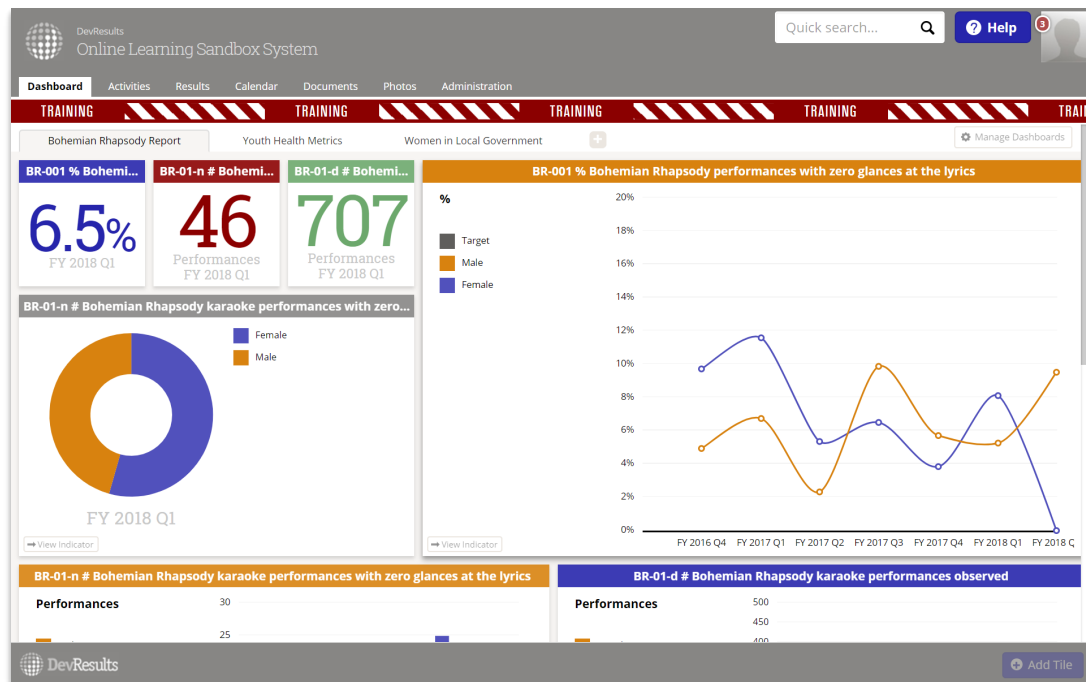 DevResults
Online Learning Sandbox System
Quick search...
Help
3
Dashboard Activities Results Calendar Documents Photos Administration
TRAINING TRAINING TRAINING TRAINING TRAI
Bohemian Rhapsody Report Youth Health Metrics Women in Local Government
Manage Dashboards
BR-001 % Bohemi...
6.5%
FY 2018 Q1
BR-01-n # Bohemi...
46
Performances
FY 2018 Q1
BR-01-d # Bohemi...
707
Performances
FY 2018 Q1
BR-001 % Bohemian Rhapsody performances with zero glances at the lyrics
%
Target
Male
Female
20%
18%
16%
14%
12%
10%
8%
6%
4%
2%
0%
FY 2016 Q4 FY 2017 Q1 FY 2017 Q2 FY 2017 Q3 FY 2017 Q4 FY 2018 Q1 FY 2018 Q
View Indicator
BR-01-n # Bohemian Rhapsody karaoke performances with zero...
Female
Male
FY 2018 Q1
View Indicator
BR-01-n # Bohemian Rhapsody karaoke performances with zero glances at the lyrics
Performances
30
25
BR-01-d # Bohemian Rhapsody karaoke performances observed
Performances
500
450
400
DevResults
Add Tile